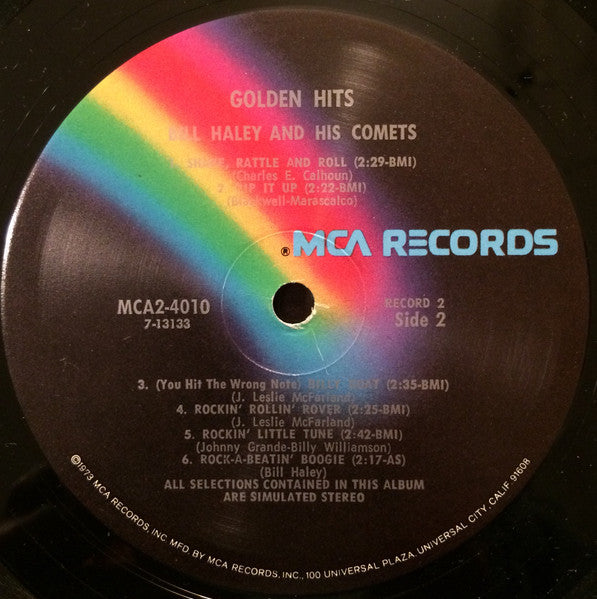 GOLDEN HITS
BILL HALEY AND HIS COMETS
1. SHAKE, RATTLE AND ROLL (2:29-BMI)
(Charles E. Calhoun)
2. RIP IT UP (2:22-BMI)
(Blackwell-Marascalco)
® MCA RECORDS
MCA2-4010
7-13133
RECORD 2
Side 2
3. (You Hit The Wrong Note) BILLY GOAT (2:35-BMI)
(J. Leslie McFarland)
4. ROCKIN' ROLLIN' ROVER (2:25-BMI)
(J. Leslie McFarland)
5. ROCKIN' LITTLE TUNE (2:42-BMI)
(Johnny Grande-Billy Williamson)
6. ROCK-A-BEATIN' BOOGIE (2:17-AS)
(Bill Haley)
ALL SELECTIONS CONTAINED IN THIS ALBUM
ARE SIMULATED STEREO
©1973 MCA RECORDS, INC MFD. BY MCA RECORDS, INC., 100 UNIVERSAL PLAZA, UNIVERSAL CITY, CALIF. 91608